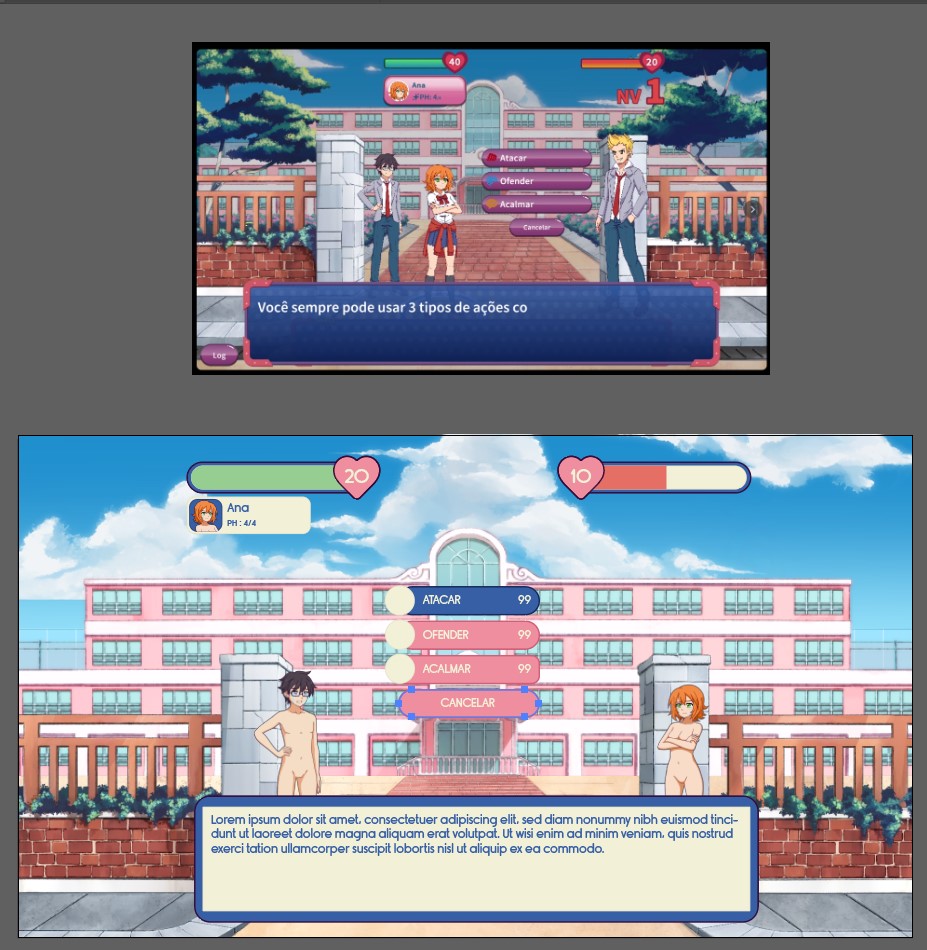 40
20
Ana
PH: 4/4
NV 1
Atacar
Ofender
Acalmar
Cancelar
Você sempre pode usar 3 tipos de ações co
Log
20
10
Ana
PH : 4/4
ATACAR 99
OFENDER 99
ACALMAR 99
CANCELAR
Lorem ipsum dolor sit amet, consectetuer adipiscing elit, sed diam nonummy nibh euismod tinci-
dunt ut laoreet dolore magna aliquam erat volutpat. Ut wisi enim ad minim veniam, quis nostrud
exerci tation ullamcorper suscipit lobortis nisl ut aliquip ex ea commodo.